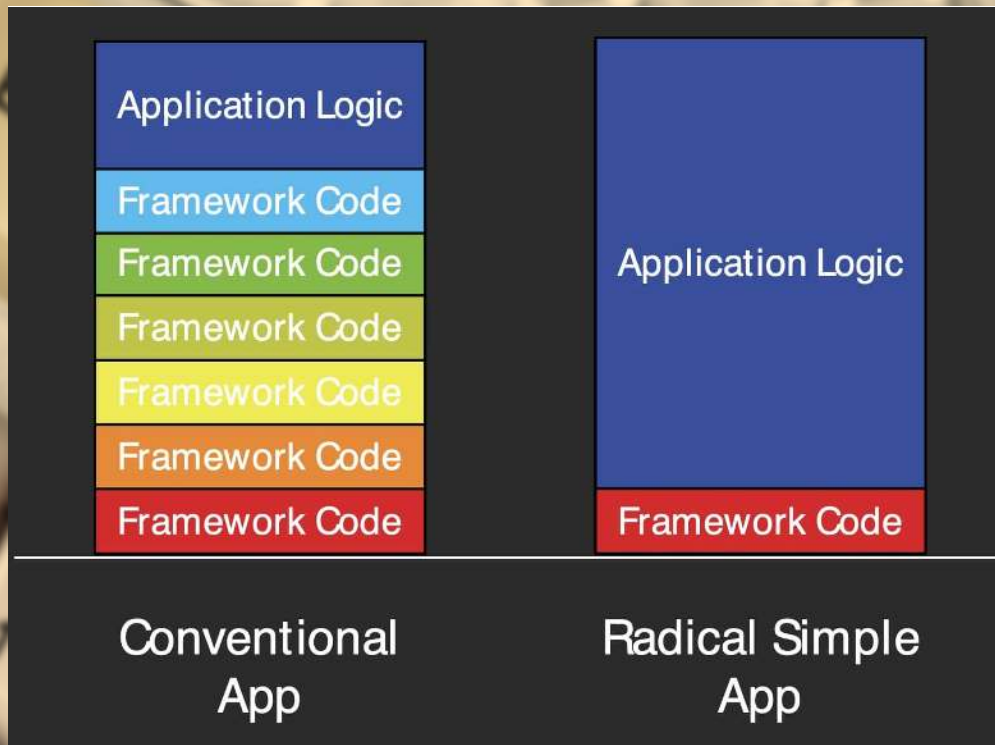 Application Logic
Framework Code
Framework Code
Framework Code
Framework Code
Framework Code
Framework Code
Conventional
App
Application Logic
Framework Code
Radical Simple
App